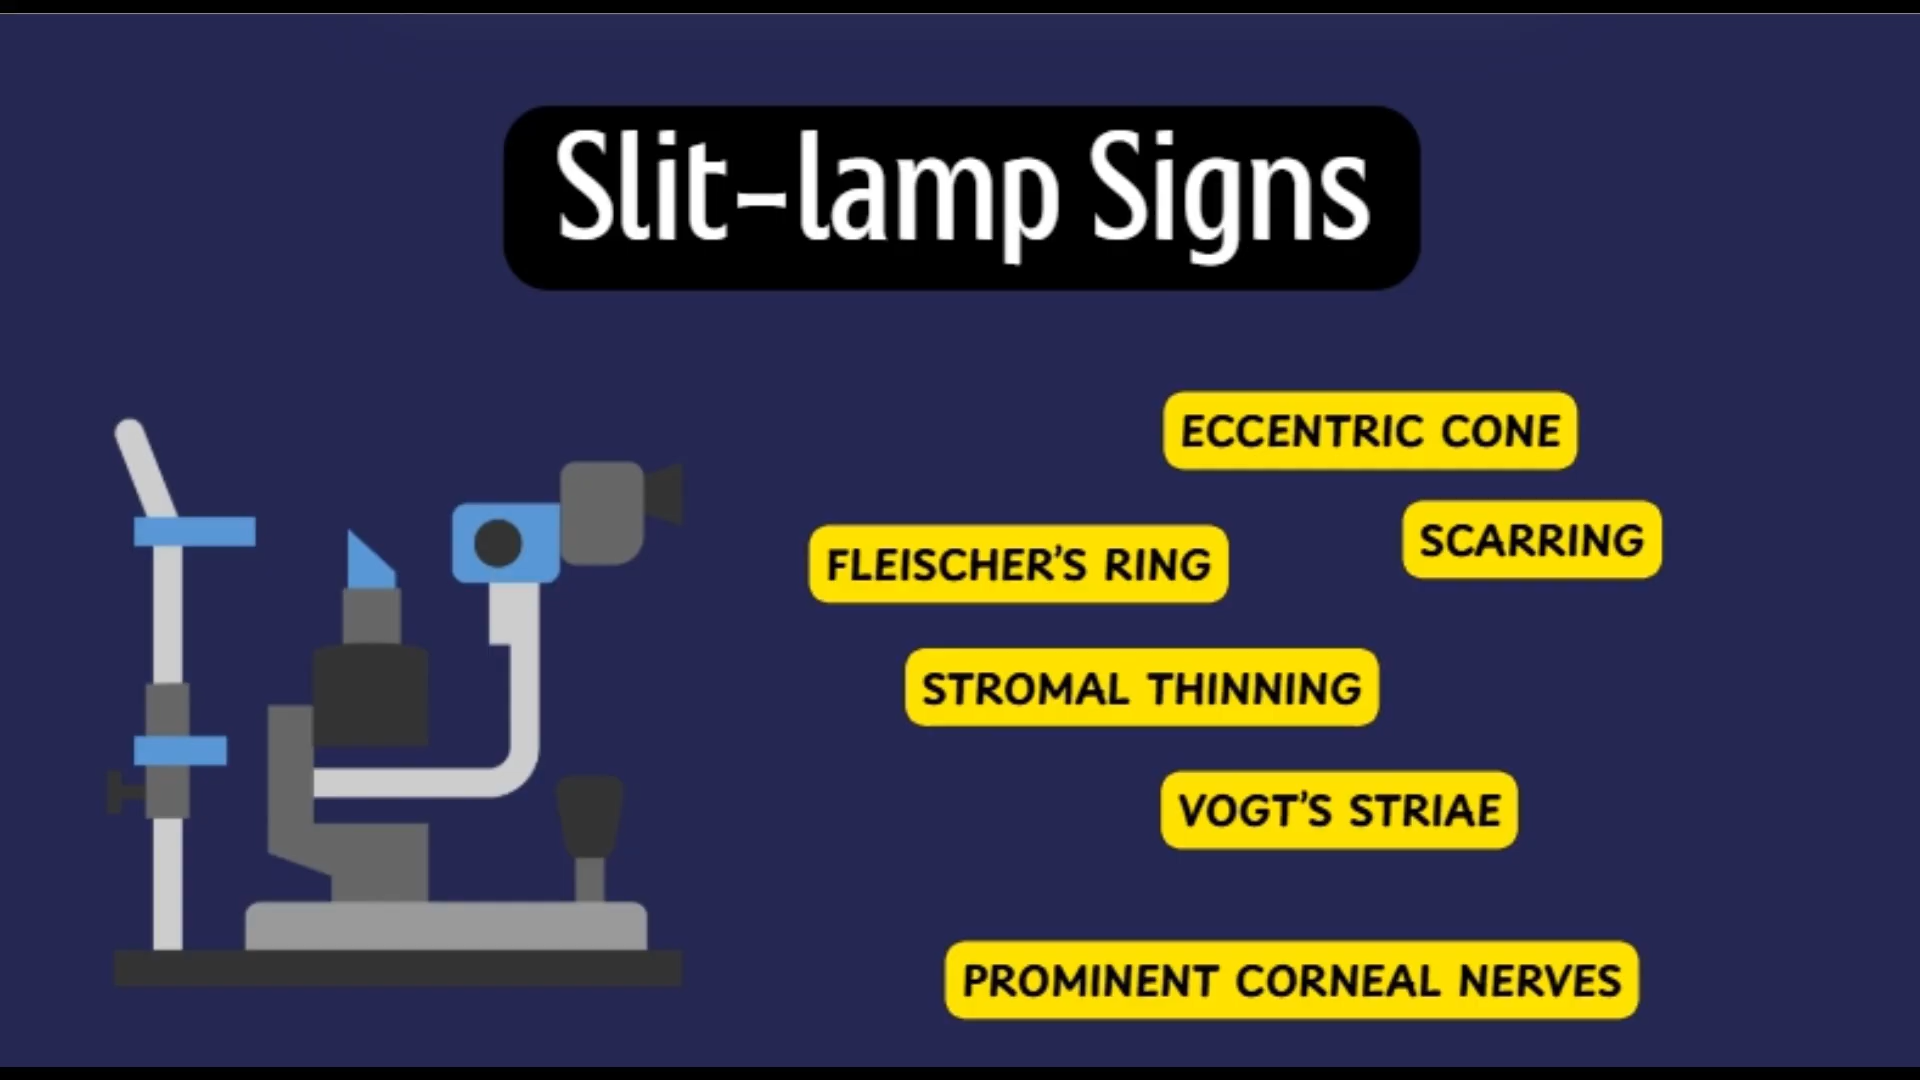 Slit-lamp Signs
ECCENTRIC CONE
SCARRING
FLEISCHER'S RING
STROMAL THINNING
VOGT'S STRIAE
PROMINENT CORNEAL NERVES